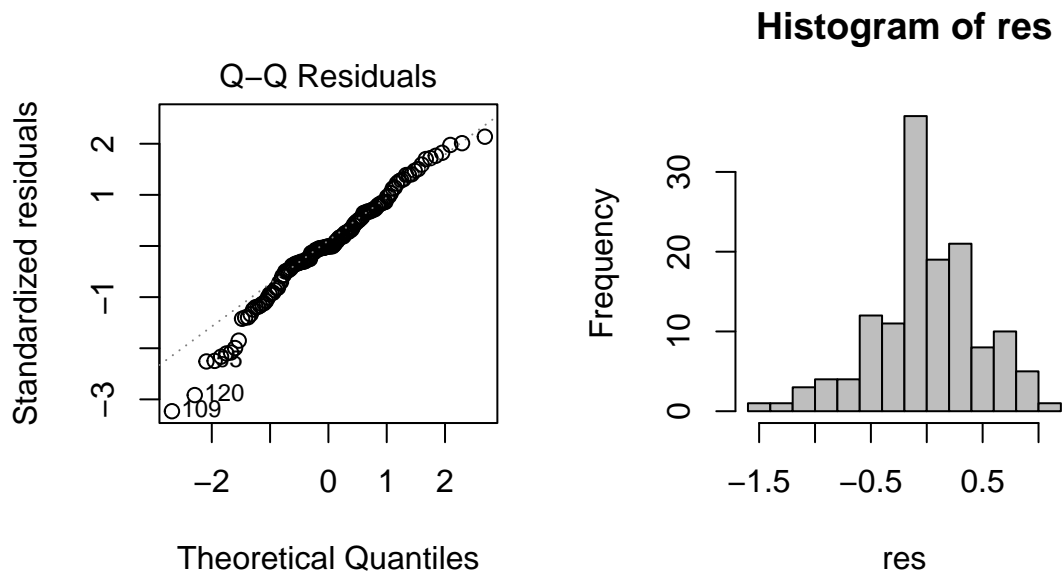 Q−Q Residuals
Standardized residuals
2
1
−1
−3
120
109
−2
0
1
2
Theoretical Quantiles
Histogram of res
Frequency
30
20
10
0
−1.5
−0.5
0.5
res